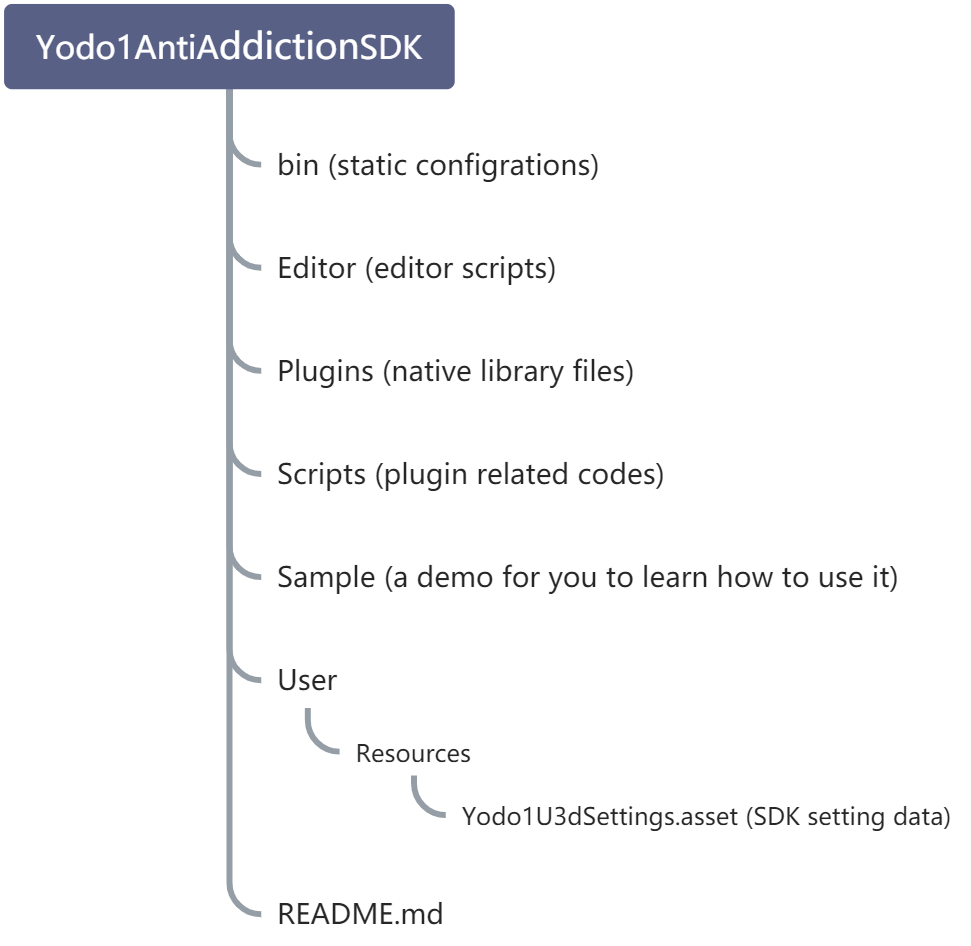 Yodo1AntiAddictionSDK
bin (static configrations)
Editor (editor scripts)
Plugins (native library files)
Scripts (plugin related codes)
Sample (a demo for you to learn how to use it)
User
Resources
Yodo1U3dSettings.asset (SDK setting data)
README.md